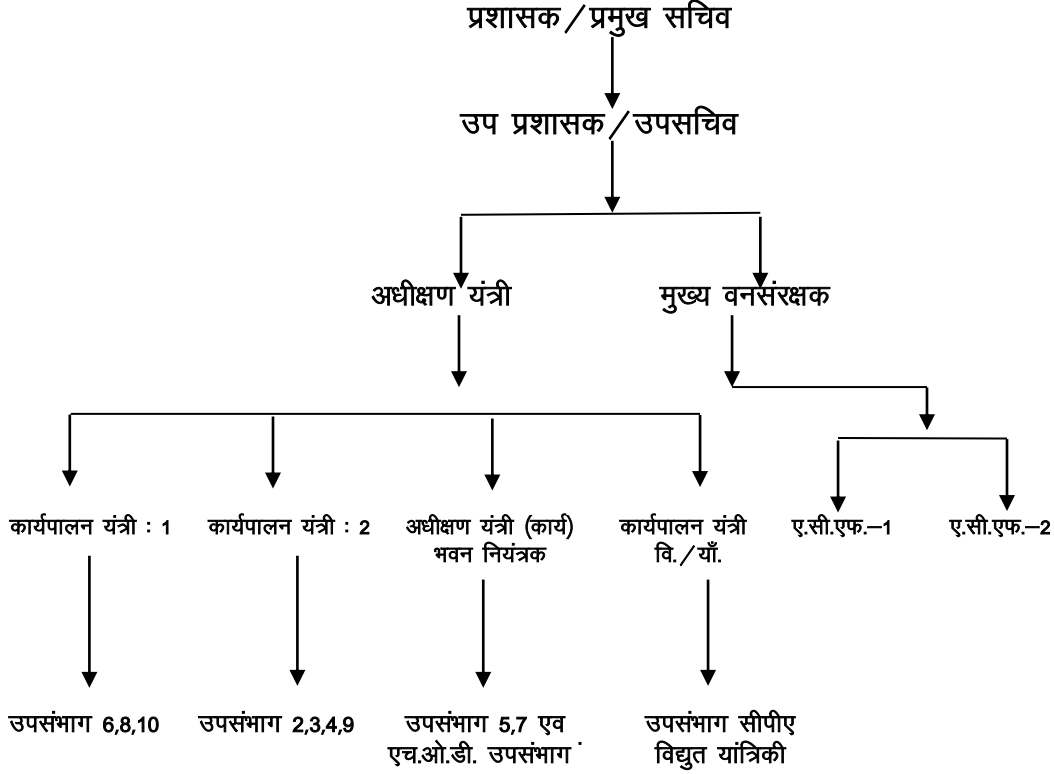 प्रशासक/प्रमुख सचिव
उप प्रशासक/उपसचिव
अधीक्षण यंत्री
मुख्य वनसंरक्षक
कार्यपालन यंत्री : 1
कार्यपालन यंत्री : 2
अधीक्षण यंत्री (कार्य)
भवन नियंत्रक
कार्यपालन यंत्री
वि./याँ.
ए.सी.एफ.–1
ए.सी.एफ.–2
उपसंभाग 6,8,10
उपसंभाग 2,3,4,9
उपसंभाग 5,7 एव
एच.ओ.डी. उपसंभाग
उपसंभाग सीपीए
विद्युत यांत्रिकी